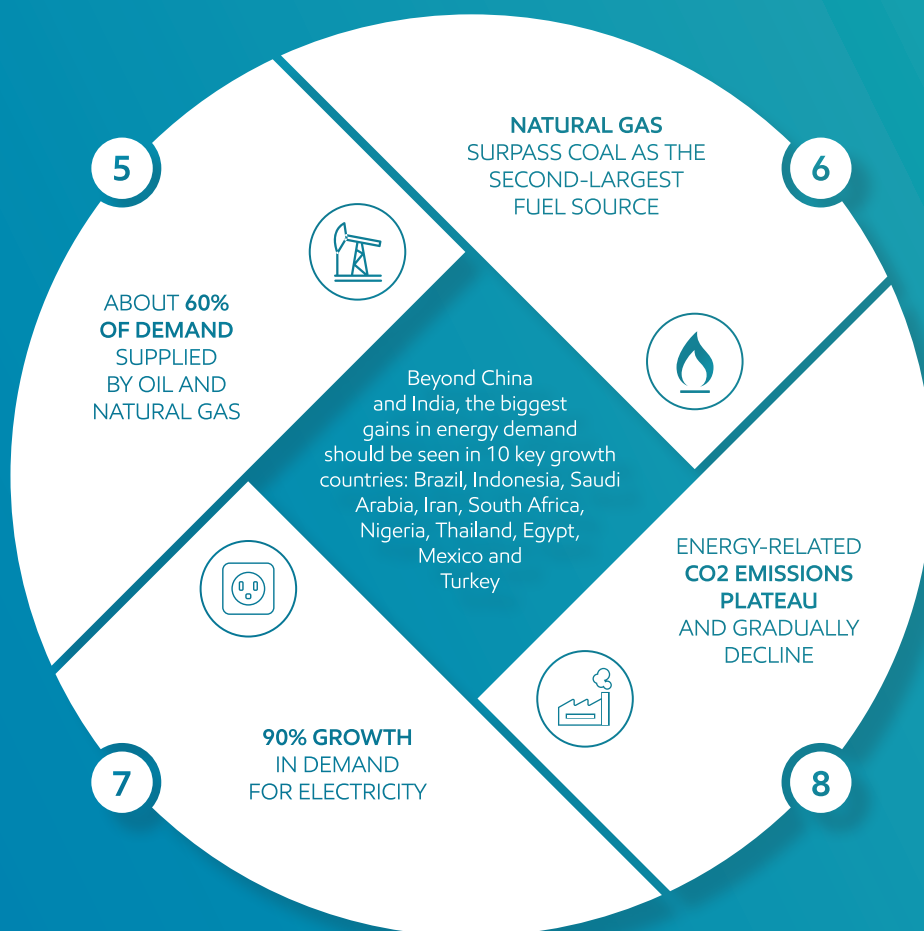 5
ABOUT 60%
OF DEMAND
SUPPLIED
BY OIL AND
NATURAL GAS
NATURAL GAS
SURPASS COAL AS THE
SECOND-LARGEST
FUEL SOURCE
6
Beyond China
and India, the biggest
gains in energy demand
should be seen in 10 key growth
countries: Brazil, Indonesia, Saudi
Arabia, Iran, South Africa,
Nigeria, Thailand, Egypt,
Mexico and
Turkey
7
90% GROWTH
IN DEMAND
FOR ELECTRICITY
ENERGY-RELATED
CO2 EMISSIONS
PLATEAU
AND GRADUALLY
DECLINE
8